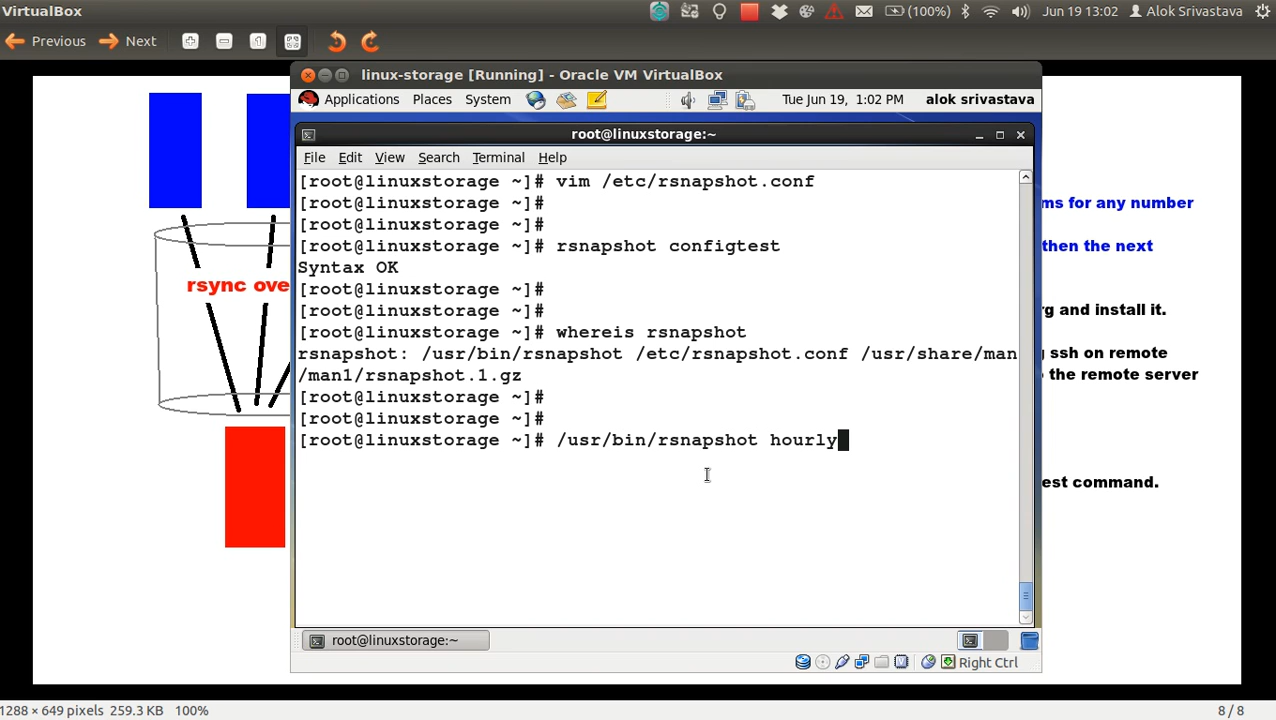 VirtualBox
(100%)
Jun 19 13:02
Alok Srivastava
Previous
Next
linux-storage [Running] - Oracle VM VirtualBox
Applications Places System
Tue Jun 19, 1:02 PM
alok srivastava
root@linuxstorage:~
File Edit View Search Terminal Help
[root@linuxstorage ~]# vim /etc/rsnapshot.conf
[root@linuxstorage ~]#
[root@linuxstorage ~]#
[root@linuxstorage ~]# rsnapshot configtest
Syntax OK
[root@linuxstorage ~]#
[root@linuxstorage ~]#
[root@linuxstorage ~]# whereis rsnapshot
rsnapshot: /usr/bin/rsnapshot /etc/rsnapshot.conf /usr/share/man
/man1/rsnapshot.1.gz
[root@linuxstorage ~]#
[root@linuxstorage ~]#
[root@linuxstorage ~]# /usr/bin/rsnapshot hourly
rsync ove
ms for any number
then the next
g and install it.
g ssh on remote
o the remote server
est command.
root@linuxstorage:~
Right Ctrl
1288 × 649 pixels 259.3 KB 100%
8 / 8